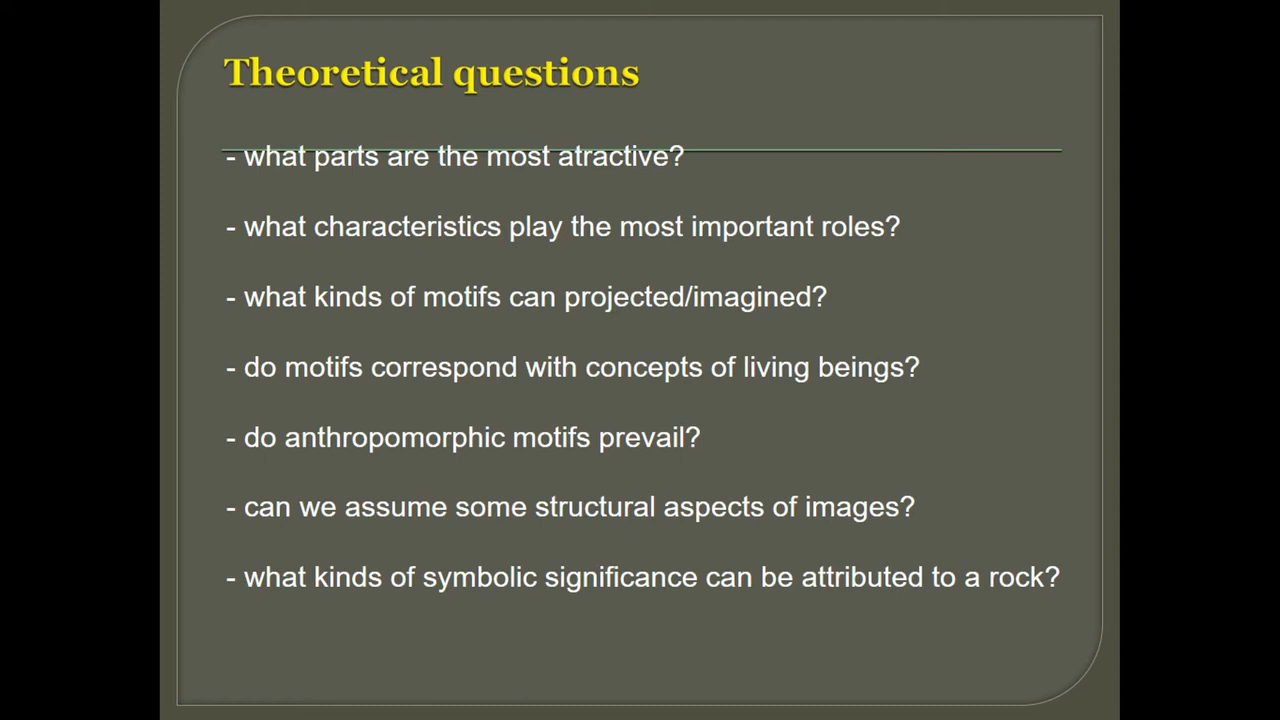 Theoretical questions
- what parts are the most atractive?
- what characteristics play the most important roles?
- what kinds of motifs can projected/imagined?
- do motifs correspond with concepts of living beings?
- do anthropomorphic motifs prevail?
- can we assume some structural aspects of images?
- what kinds of symbolic significance can be attributed to a rock?